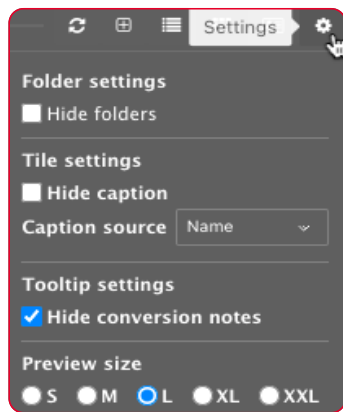 Settings
Folder settings
Hide folders
Tile settings
Hide caption
Caption source Name
Tooltip settings
Hide conversion notes
Preview size
S M L XL XXL